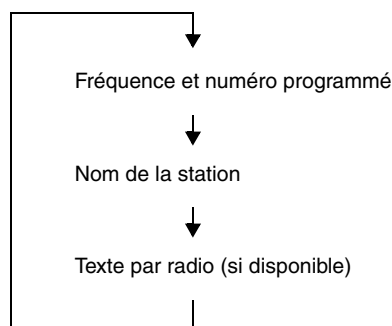 Fréquence et numéro programmé
Nom de la station
Texte par radio (si disponible)